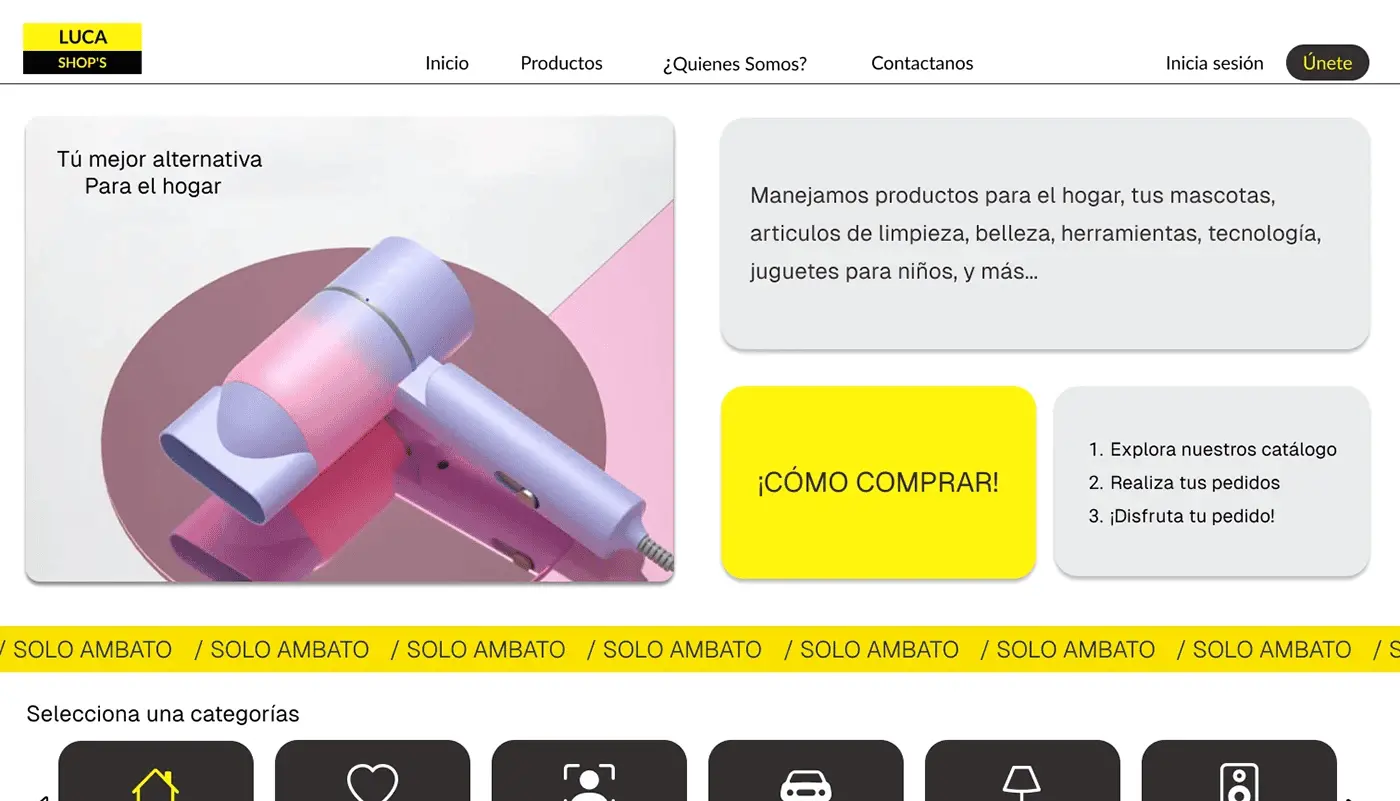 LUCA
SHOP'S
Inicio
Productos
¿Quienes Somos?
Contactanos
Inicia sesión
Únete
Tú mejor alternativa
Para el hogar
Manejamos productos para el hogar, tus mascotas,
articulos de limpieza, belleza, herramientas, tecnología,
juguetes para niños, y más...
¡CÓMO COMPRAR!
1. Explora nuestros catálogo
2. Realiza tus pedidos
3. ¡Disfruta tu pedido!
/ SOLO AMBATO / SOLO AMBATO / SOLO AMBATO / SOLO AMBATO / SOLO AMBATO / SOLO AMBATO / SOLO AMBATO / S
Selecciona una categorías